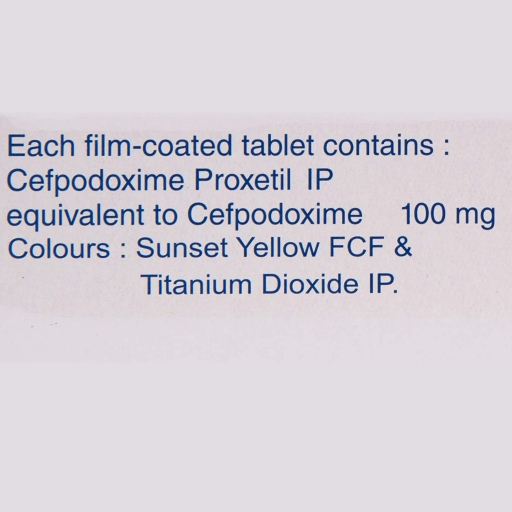 Each film-coated tablet contains :
Cefpodoxime Proxetil IP
equivalent to Cefpodoxime 100 mg
Colours : Sunset Yellow FCF &
Titanium Dioxide IP.